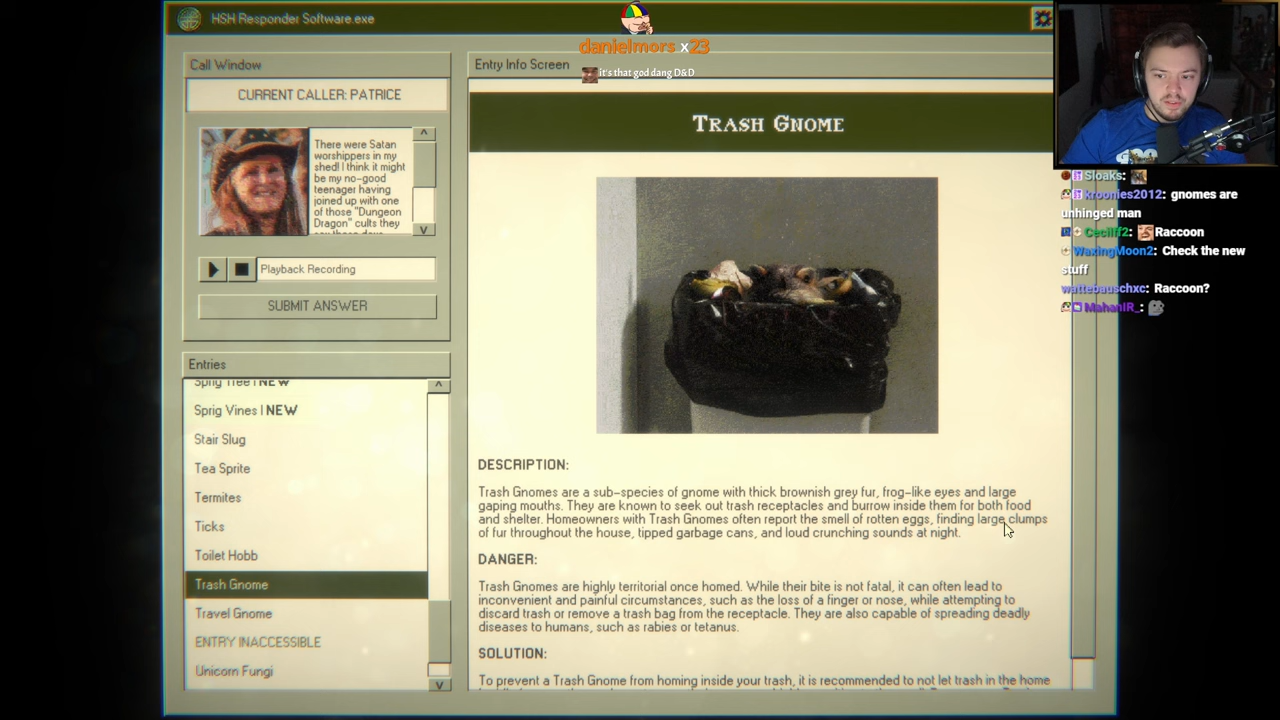 HSH Responder Software.exe
danielmors x23
it's that god dang D&D
Call Window
CURRENT CALLER: PATRICE
There were Satan
worshippers in my
shed! I think it might
be my no-good
teenager having
joined up with one
of those "Dungeon
Dragon" cults they
Playback Recording
SUBMIT ANSWER
Entries
Sprig Tree | NEW
Sprig Vines | NEW
Stair Slug
Tea Sprite
Termites
Ticks
Toilet Hobb
Trash Gnome
Travel Gnome
ENTRY INACCESSIBLE
Unicorn Fungi
Entry Info Screen
TRASH GNOME
DESCRIPTION:
Trash Gnomes are a sub-species of gnome with thick brownish grey fur, frog-like eyes and large
gaping mouths. They are known to seek out trash receptacles and burrow inside them for both food
and shelter. Homeowners with Trash Gnomes often report the smell of rotten eggs, finding large clumps
of fur throughout the house, tipped garbage cans, and loud crunching sounds at night.
DANGER:
Trash Gnomes are highly territorial once homed. While their bite is not fatal, it can often lead to
inconvenient and painful circumstances, such as the loss of a finger or nose, while attempting to
discard trash or remove a trash bag from the receptacle. They are also capable of spreading deadly
diseases to humans, such as rabies or tetanus.
SOLUTION:
To prevent a Trash Gnome from homing inside your trash, it is recommended to not let trash in the home
Sloaks:
kroonies2012: gnomes are
unhinged man
Cecilff2: Raccoon
WaxingMoon2: Check the new
stuff
wattebauschxc: Raccoon?
MahanIR_: